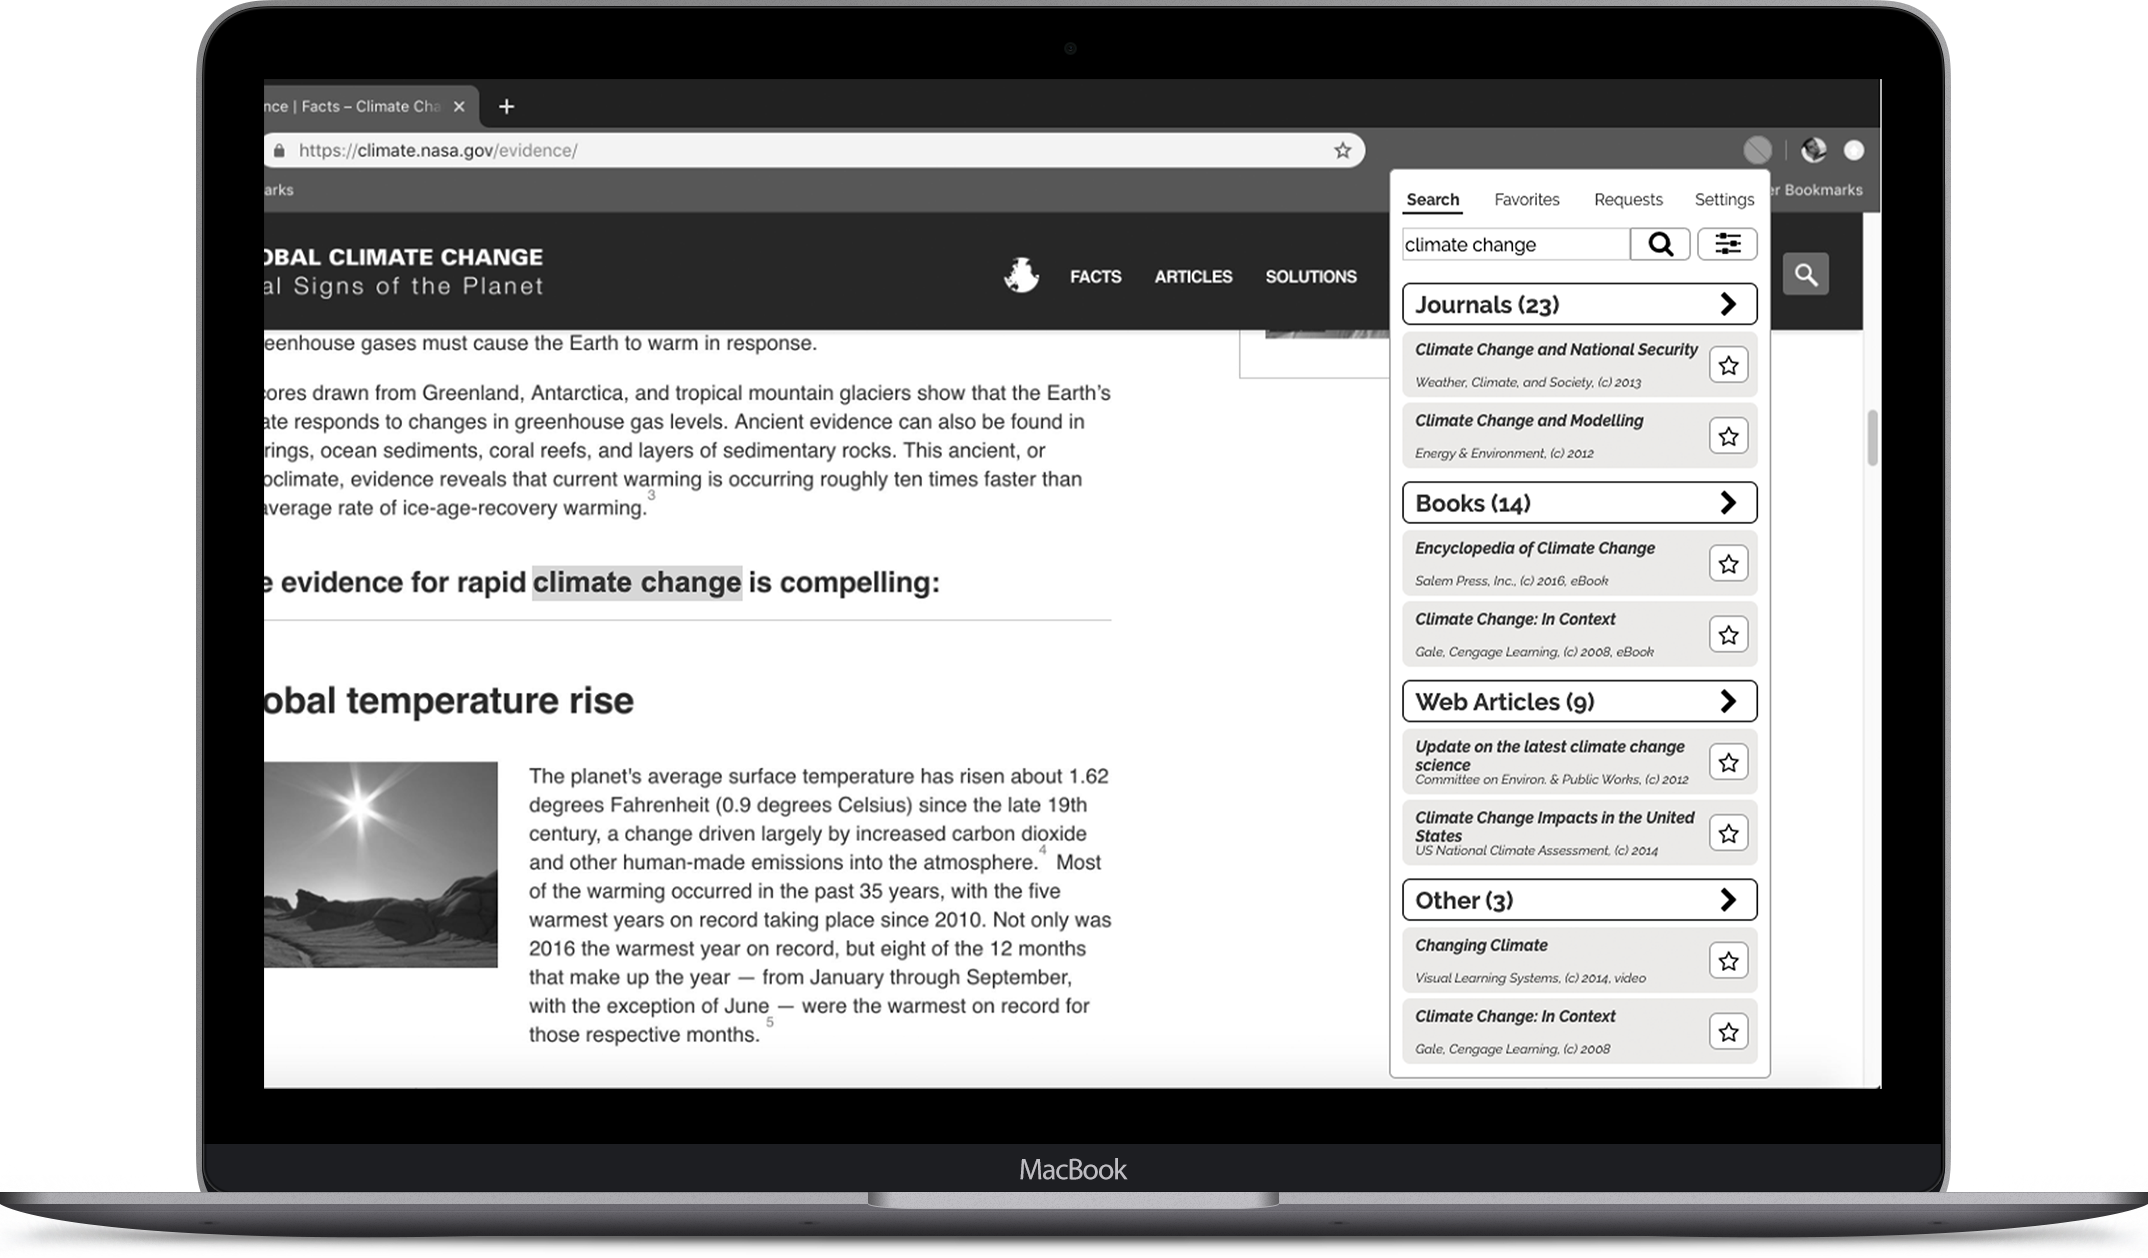 nce | Facts – Climate Cha
https://climate.nasa.gov/evidence/
arks
er Bookmarks
OBAL CLIMATE CHANGE
al Signs of the Planet
FACTS ARTICLES SOLUTIONS
eenhouse gases must cause the Earth to warm in response.
cores drawn from Greenland, Antarctica, and tropical mountain glaciers show that the Earth's
ate responds to changes in greenhouse gas levels. Ancient evidence can also be found in
rings, ocean sediments, coral reefs, and layers of sedimentary rocks. This ancient, or
oclimate, evidence reveals that current warming is occurring roughly ten times faster than
average rate of ice-age-recovery warming.3
e evidence for rapid climate change is compelling:
obal temperature rise
The planet's average surface temperature has risen about 1.62
degrees Fahrenheit (0.9 degrees Celsius) since the late 19th
century, a change driven largely by increased carbon dioxide
and other human-made emissions into the atmosphere.4 Most
of the warming occurred in the past 35 years, with the five
warmest years on record taking place since 2010. Not only was
2016 the warmest year on record, but eight of the 12 months
that make up the year — from January through September,
with the exception of June — were the warmest on record for
those respective months.5
Search Favorites Requests Settings
climate change
Journals (23)
Climate Change and National Security
Weather, Climate, and Society, (c) 2013
Climate Change and Modelling
Energy & Environment, (c) 2012
Books (14)
Encyclopedia of Climate Change
Salem Press, Inc., (c) 2016, eBook
Climate Change: In Context
Gale, Cengage Learning, (c) 2008, eBook
Web Articles (9)
Update on the latest climate change
science
Committee on Environ. & Public Works, (c) 2012
Climate Change Impacts in the United
States
US National Climate Assessment, (c) 2014
Other (3)
Changing Climate
Visual Learning Systems, (c) 2014, video
Climate Change: In Context
Gale, Cengage Learning, (c) 2008
MacBook